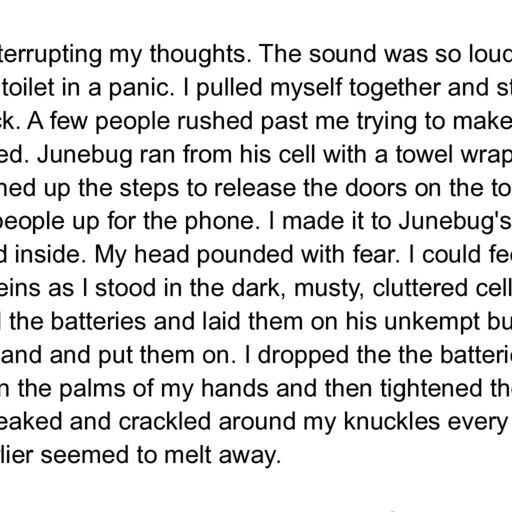 terrupting my thoughts. The sound was so loud
toilet in a panic. I pulled myself together and st
ck. A few people rushed past me trying to make
ed. Junebug ran from his cell with a towel wrap
hed up the steps to release the doors on the to
people up for the phone. I made it to Junebug's
d inside. My head pounded with fear. I could fee
eins as I stood in the dark, musty, cluttered cell
the batteries and laid them on his unkempt bu
and and put them on. I dropped the the batteri
n the palms of my hands and then tightened the
eaked and crackled around my knuckles every
lier seemed to melt away.